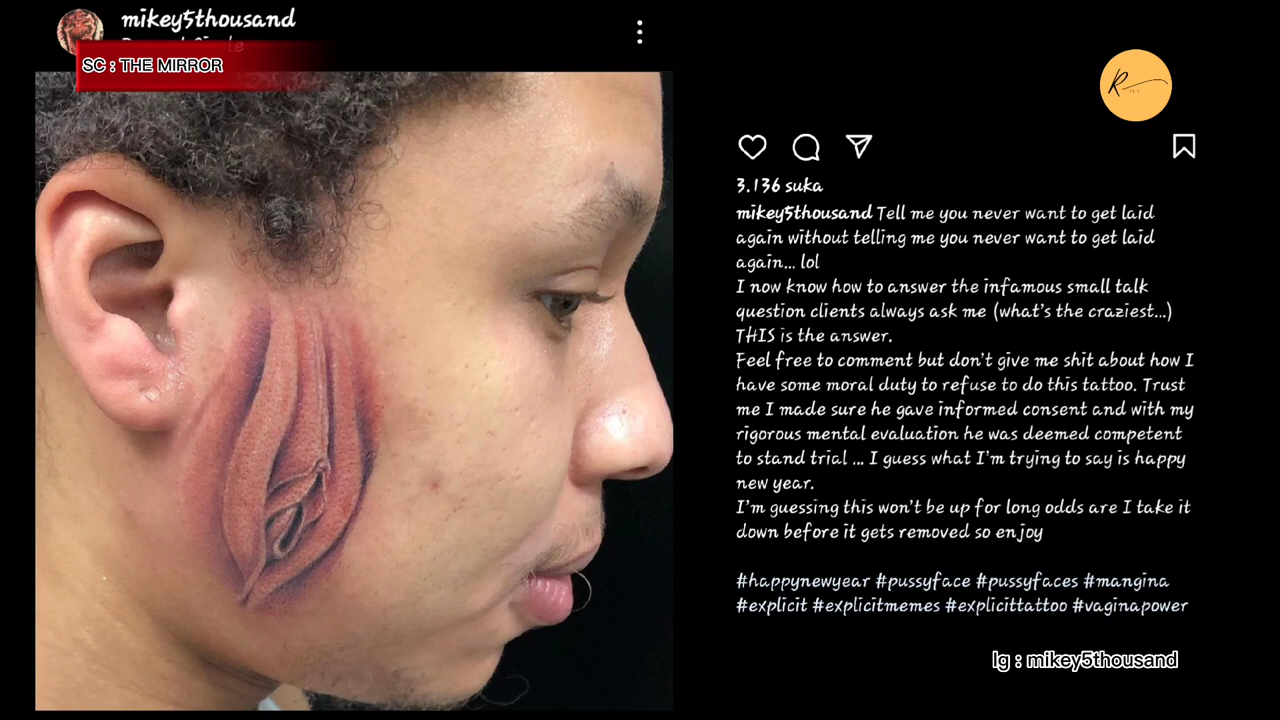 mikey5thousand
SC : THE MIRROR
R
3.136 suka
mikey5thousand Tell me you never want to get laid
again without telling me you never want to get laid
again... lol
I now know how to answer the infamous small talk
question clients always ask me (what's the craziest...)
THIS is the answer.
Feel free to comment but don't give me shit about how I
have some moral duty to refuse to do this tattoo. Trust
me I made sure he gave informed consent and with my
rigorous mental evaluation he was deemed competent
to stand trial ... I guess what I'm trying to say is happy
new year.
I'm guessing this won't be up for long odds are I take it
down before it gets removed so enjoy
#happynewyear #pussyface #pussyfaces #mangina
#explicit #explicitmemes #explicittattoo #vaginapower
Ig : mikey5thousand